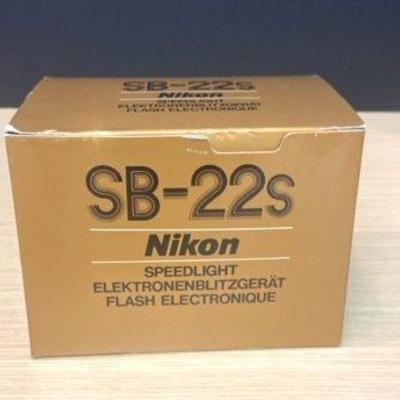 SB-22s
Nikon
SPEEDLIGHT
ELEKTRONENBLITZGERÄT
FLASH ELECTRONIQUE
SB-22s
Nikon
SPEEDLIGHT
ELEKTRONENBLITZGERÄT
FLASH ELECTRONIQUE